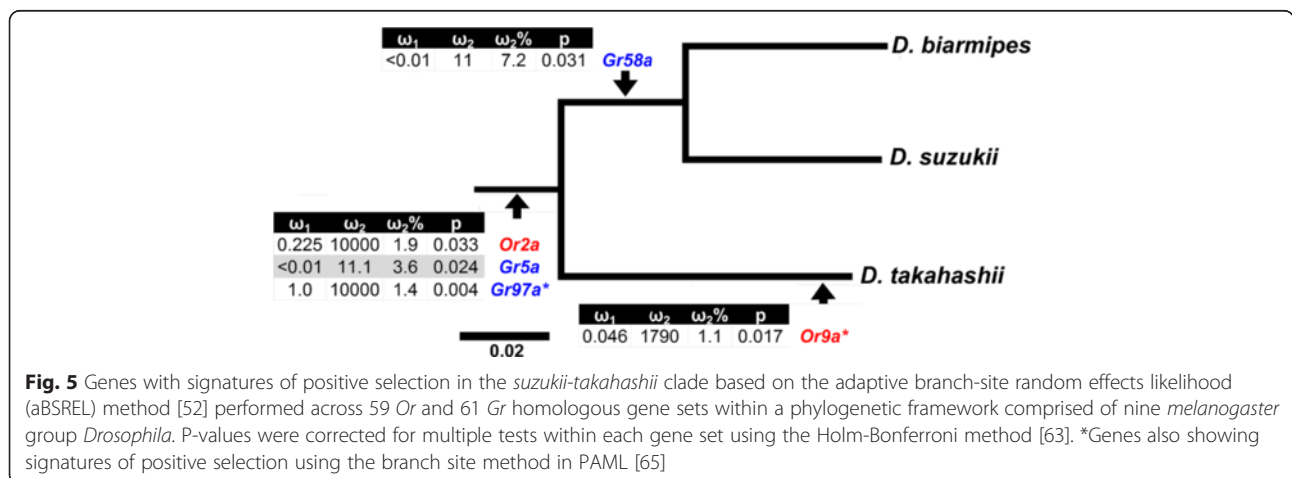 ω₁ ω₂ ω₂% p
<0.01 11 7.2 0.031 Gr58a
D. biarmipes
D. suzukii
ω₁ ω₂ ω₂% p
0.225 10000 1.9 0.033 Or2a
<0.01 11.1 3.6 0.024 Gr5a
1.0 10000 1.4 0.004 Gr97a*
D. takahashii
ω₁ ω₂ ω₂% p
0.046 1790 1.1 0.017 Or9a*
0.02
Fig. 5 Genes with signatures of positive selection in the suzukii-takahashii clade based on the adaptive branch-site random effects likelihood
(aBSREL) method [52] performed across 59 Or and 61 Gr homologous gene sets within a phylogenetic framework comprised of nine melanogaster
group Drosophila. P-values were corrected for multiple tests within each gene set using the Holm-Bonferroni method [63]. *Genes also showing
signatures of positive selection using the branch site method in PAML [65]